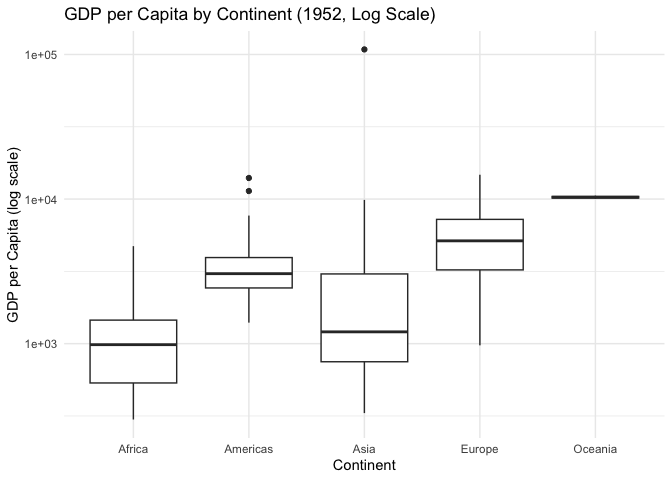 GDP per Capita by Continent (1952, Log Scale)
1e+05
1e+04
1e+03
GDP per Capita (log scale)
Africa Americas Asia Europe Oceania
Continent